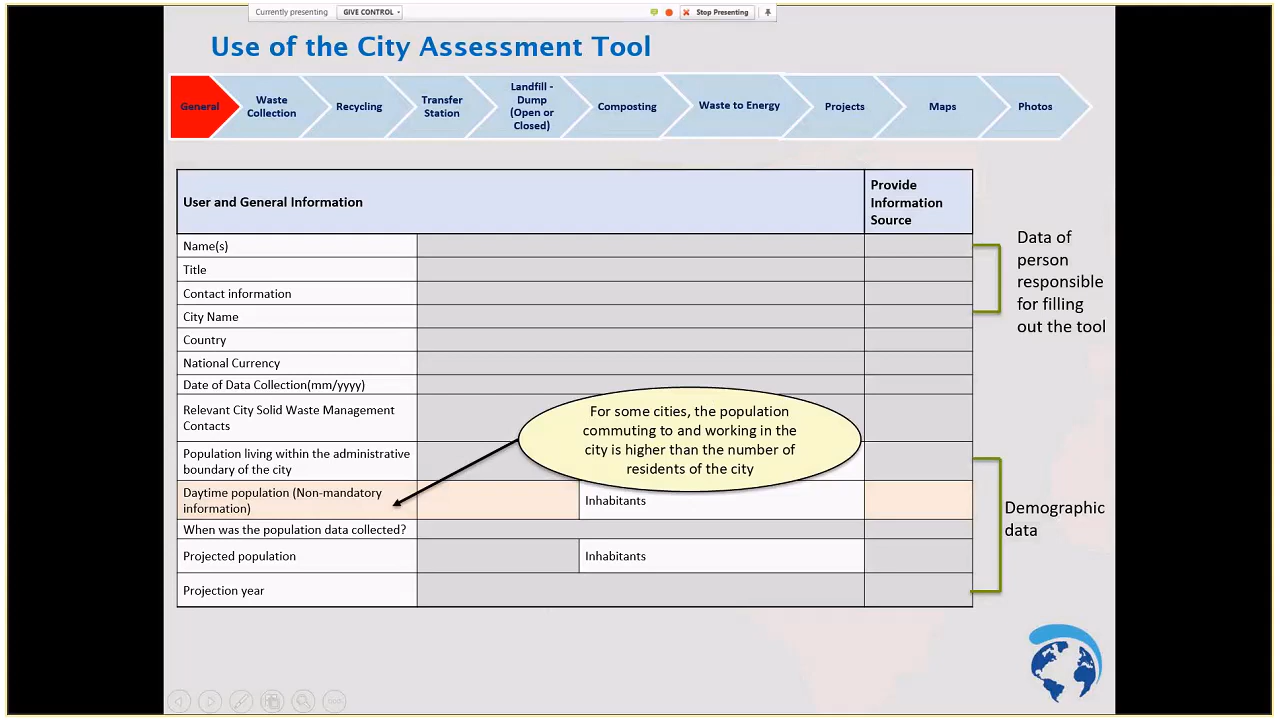 Currently presenting
GIVE CONTROL
Stop Presenting
Use of the City Assessment Tool
General
Waste
Collection
Recycling
Transfer
Station
Landfill -
Dump
(Open or
Closed)
Composting
Waste to Energy
Projects
Maps
Photos
User and General Information
Provide
Information
Source
Name(s)
Title
Contact information
City Name
Country
National Currency
Date of Data Collection(mm/yyyy)
Relevant City Solid Waste Management
Contacts
Population living within the administrative
boundary of the city
Daytime population (Non-mandatory
information)
Inhabitants
When was the population data collected?
Projected population
Inhabitants
Projection year
For some cities, the population
commuting to and working in the
city is higher than the number of
residents of the city
Data of
person
responsible
for filling
out the tool
Demographic
data